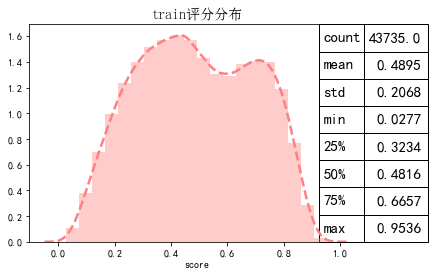 train评分分布
1.6
1.4
1.2
1.0
0.8
0.6
0.4
0.2
0.0
0.0 0.2 0.4 0.6 0.8 1.0
score
count 43735.0
mean 0.4895
std 0.2068
min 0.0277
25% 0.3234
50% 0.4816
75% 0.6657
max 0.9536